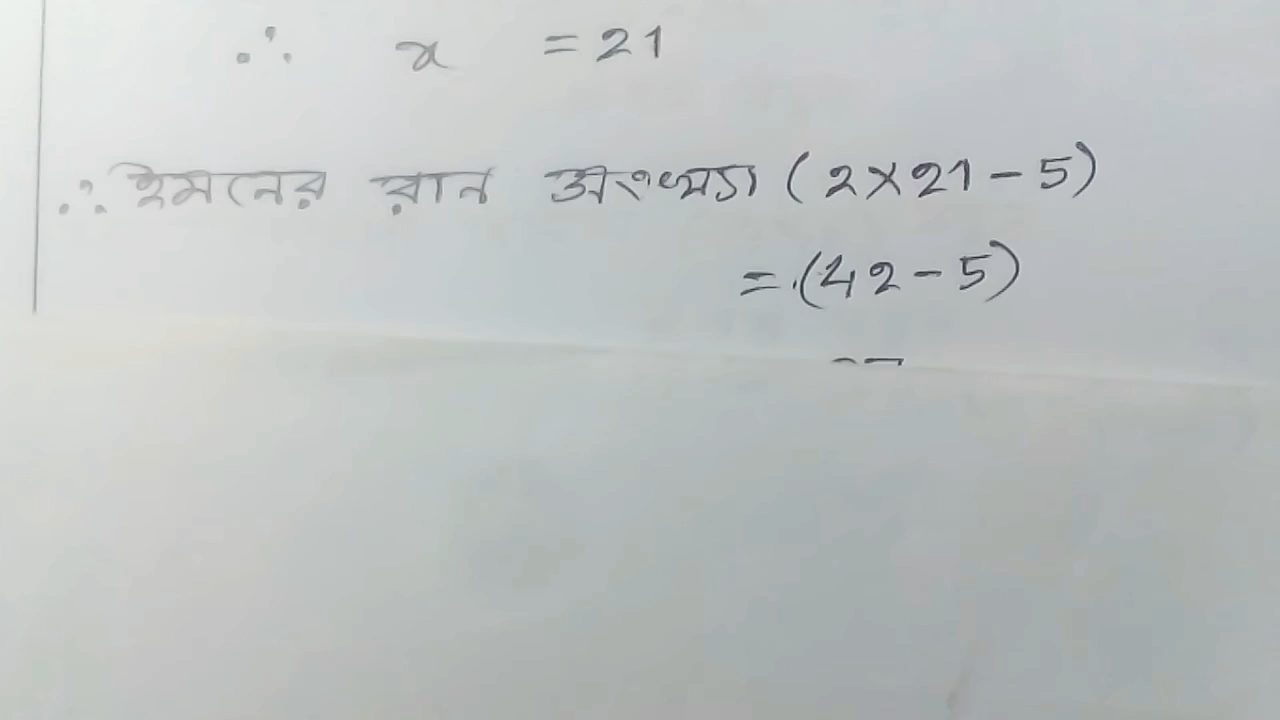 ∴ x = 21
∴ ইমনের রান সংখ্যা (2×21-5)
= (42-5)